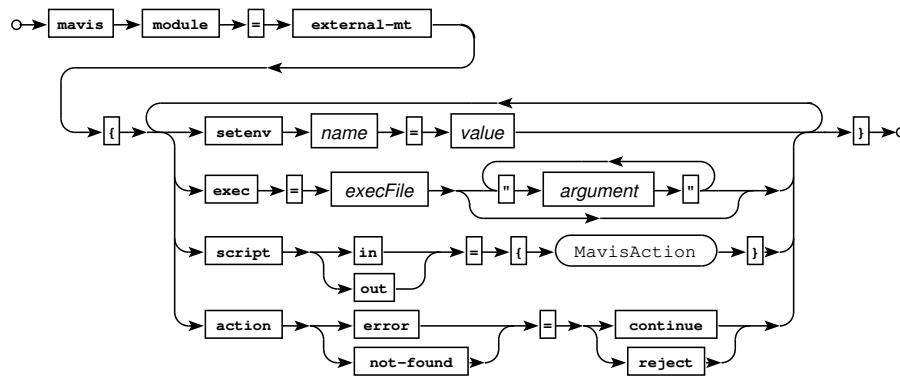 mavis module = external-mt
{ setenv name = value }
exec = execFile " argument "
script in = { MavisAction }
out
action error = continue
not-found reject